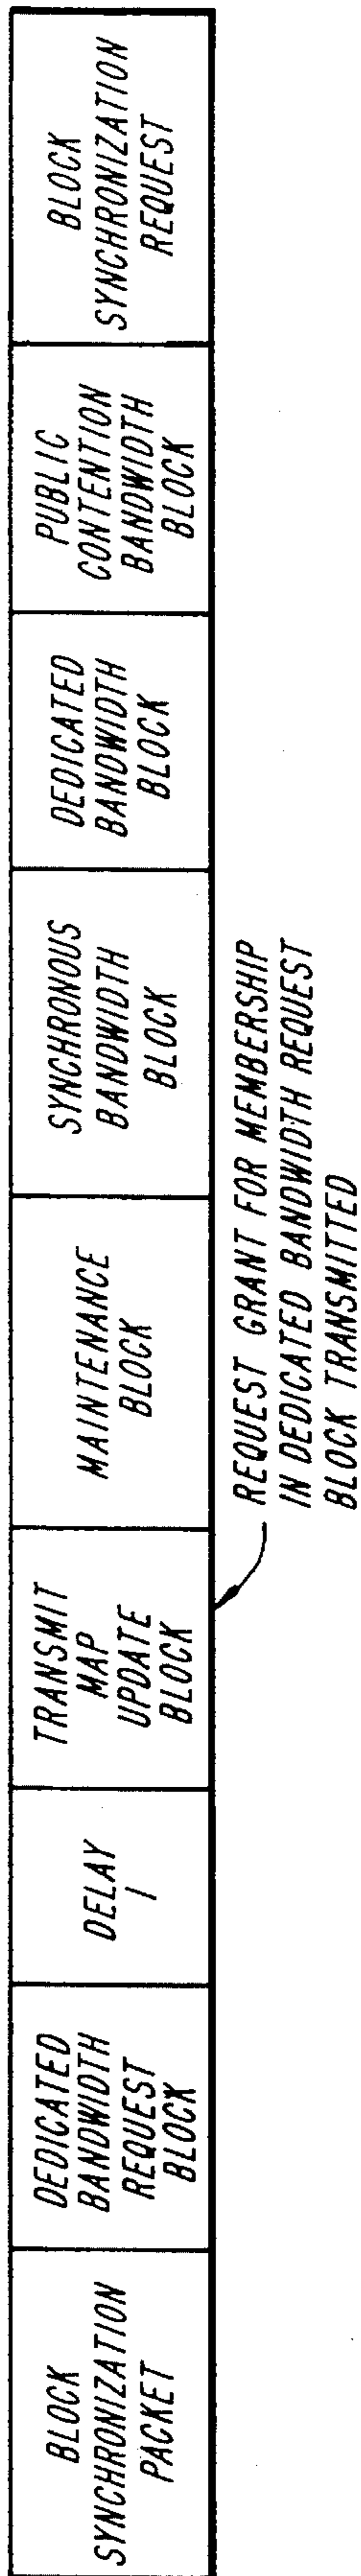 BLOCK
SYNCHRONIZATION
PACKET
DEDICATED
BANDWIDTH
REQUEST
BLOCK
DELAY
1
TRANSMIT
MAP
UPDATE
BLOCK
MAINTENANCE
BLOCK
SYNCHRONOUS
BANDWIDTH
BLOCK
DEDICATED
BANDWIDTH
BLOCK
PUBLIC
CONTENTION
BANDWIDTH
BLOCK
BLOCK
SYNCHRONIZATION
REQUEST
REQUEST GRANT FOR MEMBERSHIP
IN DEDICATED BANDWIDTH REQUEST
BLOCK TRANSMITTED